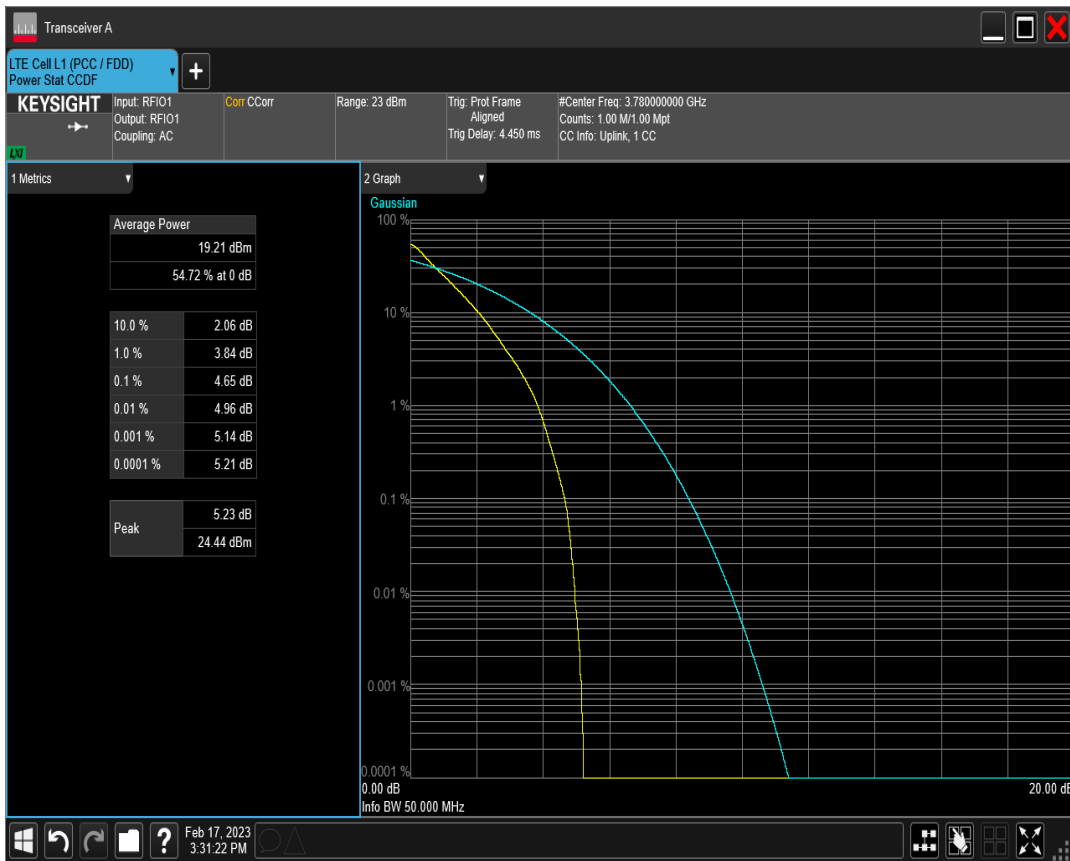 Transceiver A
LTE Cell L1 (PCC / FDD)
Power Stat CCDF
KEYSIGHT
LXI
Input: RFIO1
Output: RFIO1
Coupling: AC
Corr CCorr
Range: 23 dBm
Trig: Prot Frame
Aligned
Trig Delay: 4.450 ms
#Center Freq: 3.780000000 GHz
Counts: 1.00 M/1.00 Mpt
CC Info: Uplink, 1 CC
1 Metrics
Average Power
19.21 dBm
54.72 % at 0 dB
10.0 % 2.06 dB
1.0 % 3.84 dB
0.1 % 4.65 dB
0.01 % 4.96 dB
0.001 % 5.14 dB
0.0001 % 5.21 dB
Peak
5.23 dB
24.44 dBm
2 Graph
Gaussian
100 %
10 %
1 %
0.1 %
0.01 %
0.001 %
0.0001 %
0.00 dB 20.00 dB
Info BW 50.000 MHz
?
Feb 17, 2023
3:31:22 PM